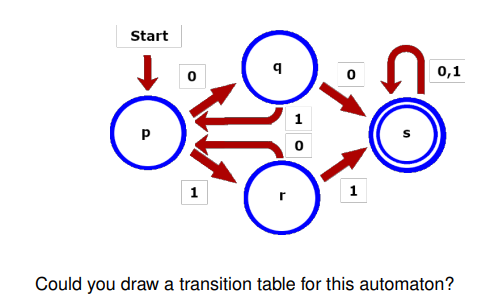 Start
0
q
0
0,1
1
p
s
0
1
r
1
Could you draw a transition table for this automaton?